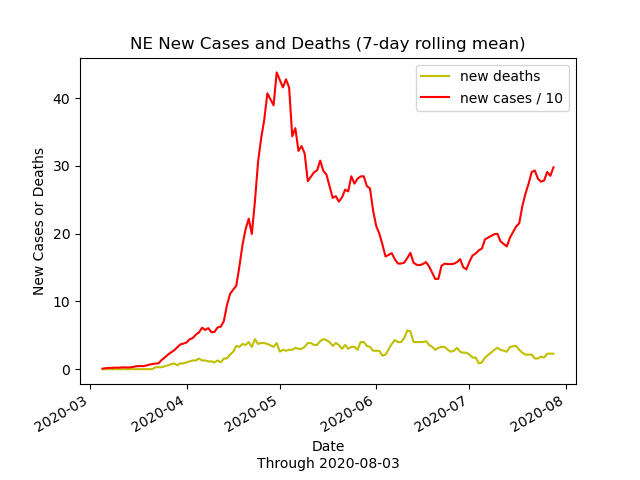 NE New Cases and Deaths (7-day rolling mean)
new deaths
new cases / 10
New Cases or Deaths
40
30
20
10
0
2020-03
2020-04
2020-05
2020-06
2020-07
2020-08
Date
Through 2020-08-03